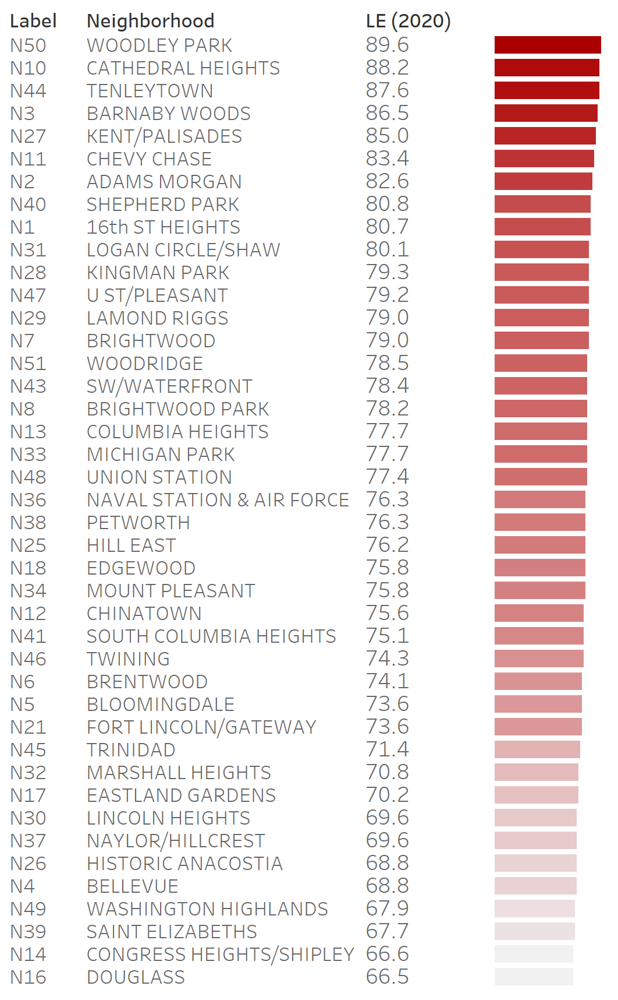 Label Neighborhood LE (2020)
N50 WOODLEY PARK 89.6
N10 CATHEDRAL HEIGHTS 88.2
N44 TENLEYTOWN 87.6
N3 BARNABY WOODS 86.5
N27 KENT/PALISADES 85.0
N11 CHEVY CHASE 83.4
N2 ADAMS MORGAN 82.6
N40 SHEPHERD PARK 80.8
N1 16th ST HEIGHTS 80.7
N31 LOGAN CIRCLE/SHAW 80.1
N28 KINGMAN PARK 79.3
N47 U ST/PLEASANT 79.2
N29 LAMOND RIGGS 79.0
N7 BRIGHTWOOD 79.0
N51 WOODRIDGE 78.5
N43 SW/WATERFRONT 78.4
N8 BRIGHTWOOD PARK 78.2
N13 COLUMBIA HEIGHTS 77.7
N33 MICHIGAN PARK 77.7
N48 UNION STATION 77.4
N36 NAVAL STATION & AIR FORCE 76.3
N38 PETWORTH 76.3
N25 HILL EAST 76.2
N18 EDGEWOOD 75.8
N34 MOUNT PLEASANT 75.8
N12 CHINATOWN 75.6
N41 SOUTH COLUMBIA HEIGHTS 75.1
N46 TWINING 74.3
N6 BRENTWOOD 74.1
N5 BLOOMINGDALE 73.6
N21 FORT LINCOLN/GATEWAY 73.6
N45 TRINIDAD 71.4
N32 MARSHALL HEIGHTS 70.8
N17 EASTLAND GARDENS 70.2
N30 LINCOLN HEIGHTS 69.6
N37 NAYLOR/HILLCREST 69.6
N26 HISTORIC ANACOSTIA 68.8
N4 BELLEVUE 68.8
N49 WASHINGTON HIGHLANDS 67.9
N39 SAINT ELIZABETHS 67.7
N14 CONGRESS HEIGHTS/SHIPLEY 66.6
N16 DOUGLASS 66.5